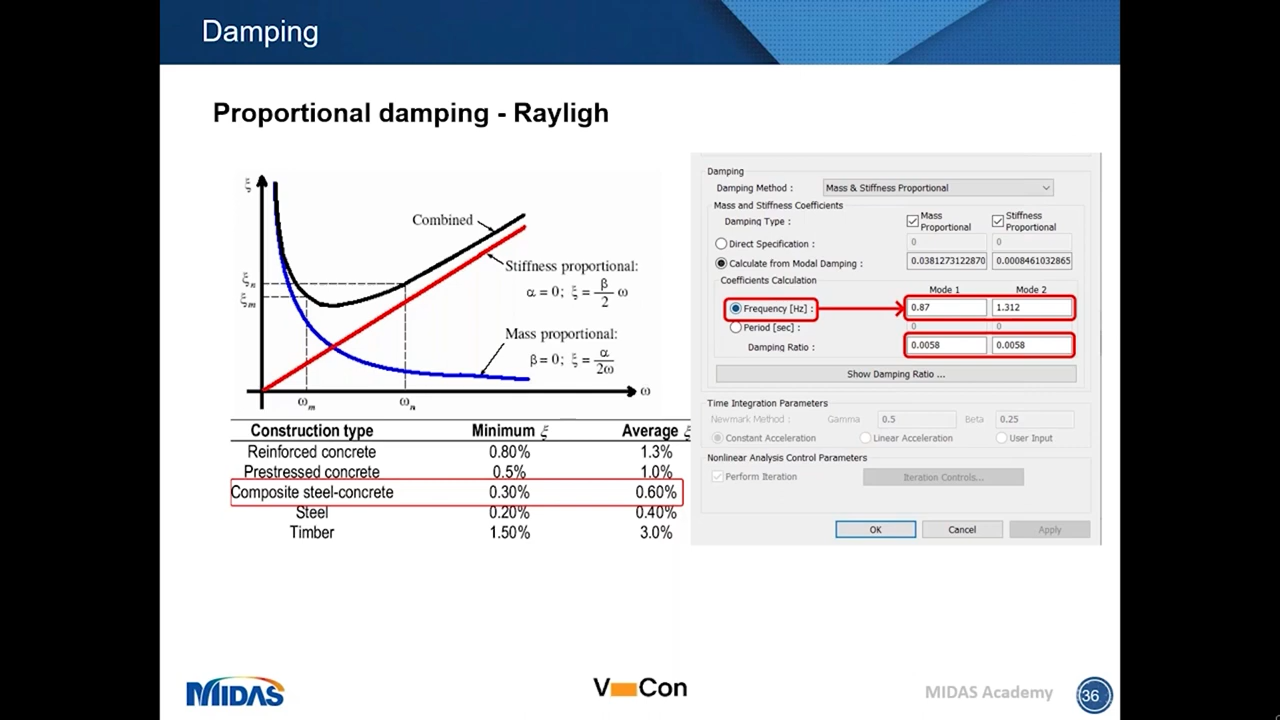 Damping
Proportional damping - Rayligh
ξ
Combined
Stiffness proportional:
α = 0; ξ = β/2 ω
Mass proportional:
β = 0; ξ = α/2ω
ξn
ξm
ωm
ωn
ω
Construction type Minimum ξ Average ξ
Reinforced concrete 0.80% 1.3%
Prestressed concrete 0.5% 1.0%
Composite steel-concrete 0.30% 0.60%
Steel 0.20% 0.40%
Timber 1.50% 3.0%
Damping
Damping Method : Mass & Stiffness Proportional
Mass and Stiffness Coefficients
Damping Type : Mass Proportional Stiffness Proportional
Direct Specification : 0 0
Calculate from Modal Damping : 0.0381273122870 0.0008461032865
Coefficients Calculation
Mode 1 Mode 2
Frequency [Hz] : 0.87 1.312
Period [sec] : 0 0
Damping Ratio : 0.0058 0.0058
Show Damping Ratio ...
Time Integration Parameters
Newmark Method : Gamma 0.5 Beta 0.25
Constant Acceleration Linear Acceleration User Input
Nonlinear Analysis Control Parameters
Perform Iteration Iteration Controls...
OK Cancel Apply
MIDAS
V Con
MIDAS Academy
36